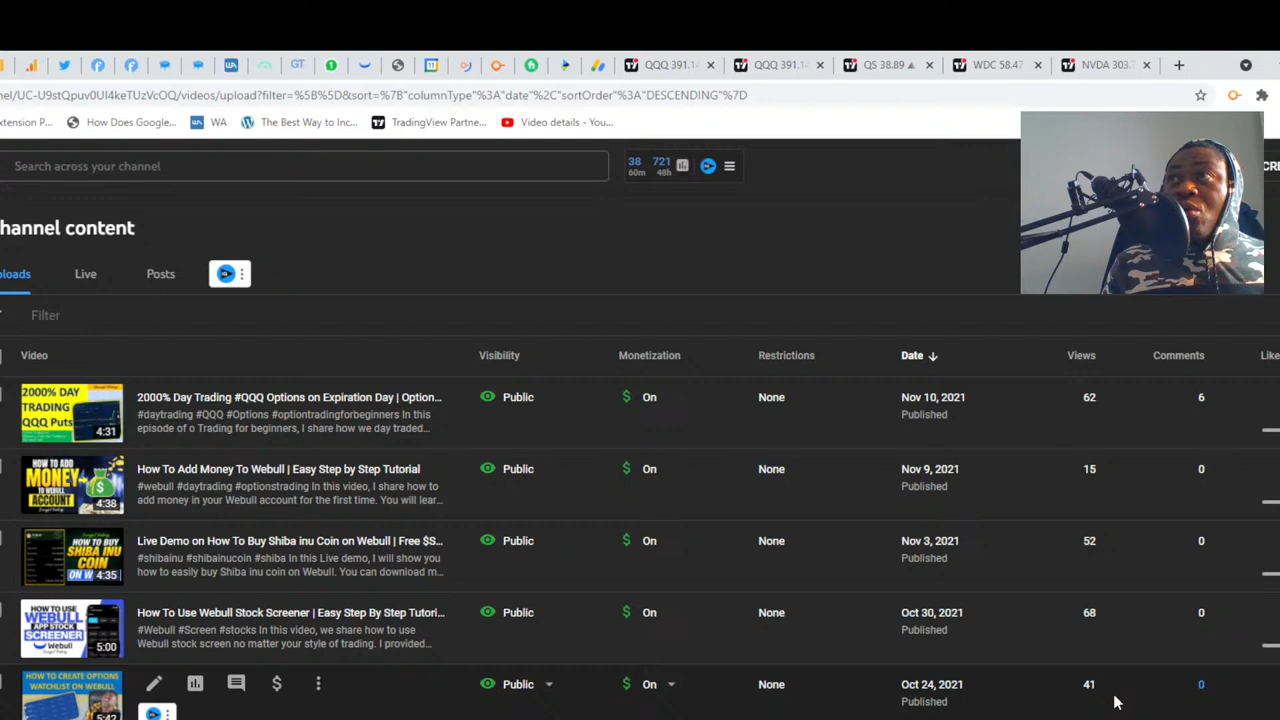 QQQ 391.14
QQQ 391.14
QS 38.89
WDC 58.47
NVDA 303.7
nel/UC-U9stQpuv0UI4keTUzVcOQ/videos/upload?filter=%5B%5D&sort=%7B"columnType"%3A"date"%2C"sortOrder"%3A"DESCENDING"%7D
xtension P...
How Does Google...
WA
The Best Way to Inc...
TradingView Partne...
Video details - You...
Search across your channel
38 721
60m 48h
hannel content
ploads Live Posts
Filter
Video Visibility Monetization Restrictions Date Views Comments Like
2000% DAY
TRADING
QQQ Puts
4:31
2000% Day Trading #QQQ Options on Expiration Day | Option...
#daytrading #QQQ #Options #optiontradingforbeginners In this
episode of o Trading for beginners, I share how we day traded...
Public
On
None
Nov 10, 2021
Published
62
6
HOW TO ADD
MONEY
TO WEBULL
ACCOUNT
4:38
How To Add Money To Webull | Easy Step by Step Tutorial
#webull #daytrading #optionstrading In this video, I share how to
add money in your Webull account for the first time. You will lear...
Public
On
None
Nov 9, 2021
Published
15
0
HOW TO BUY
SHIBA INU
COIN
ON W
4:35
Live Demo on How To Buy Shiba inu Coin on Webull | Free $S...
#shibainu #shibainucoin #shiba In this Live demo, I will show you
how to easily buy Shiba inu coin on Webull. You can download m...
Public
On
None
Nov 3, 2021
Published
52
0
HOW TO USE
WEBULL
APP STOCK
SCREENER
Webull
5:00
How To Use Webull Stock Screener | Easy Step By Step Tutori...
#Webull #Screen #stocks In this video, we share how to use
Webull stock screen no matter your style of trading. I provided...
Public
On
None
Oct 30, 2021
Published
68
0
HOW TO CREATE OPTIONS
WATCHLIST ON WEBULL
5:42
Public
On
None
Oct 24, 2021
Published
41
0